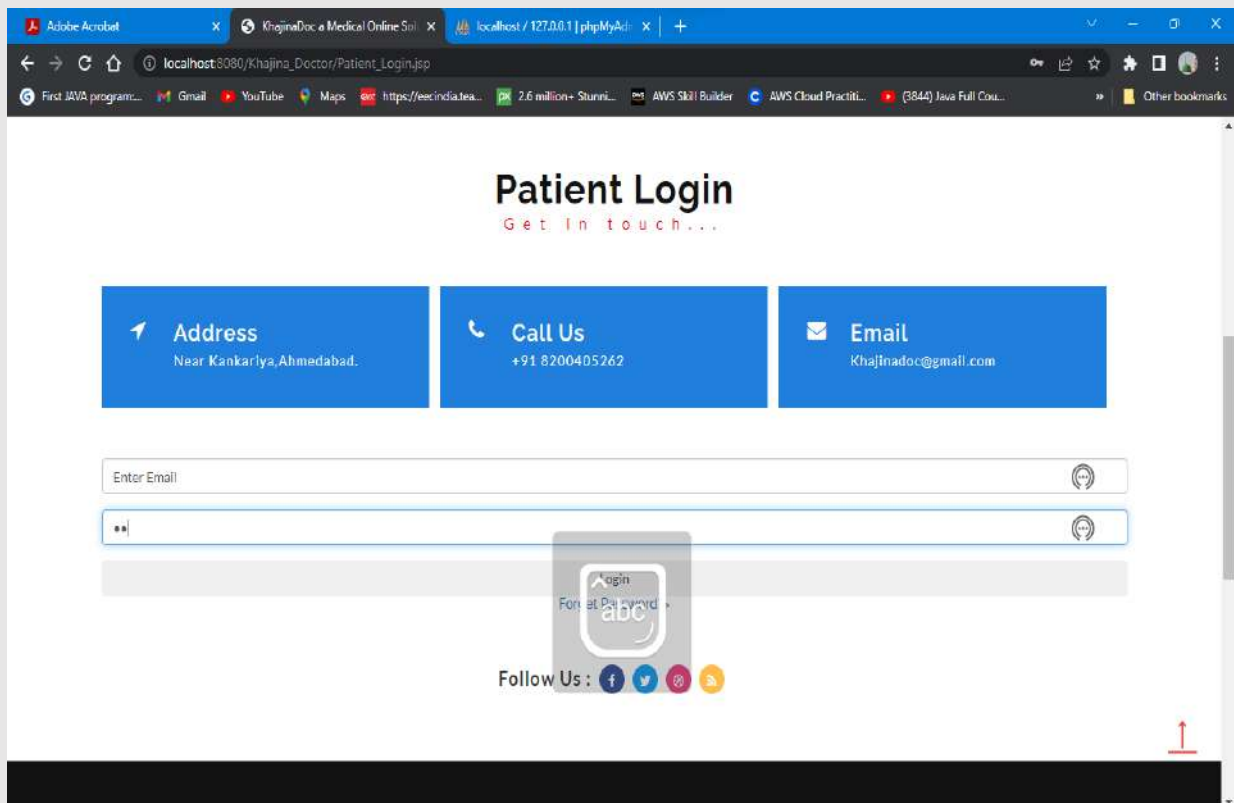 Adobe Acrobat
KhajinaDoc a Medical Online Sol
localhost / 127.0.0.1 | phpMyAd
localhost:8080/Khajina_Doctor/Patient_Login.jsp
First JAVA program:... Gmail YouTube Maps https://eecindia.tea... 2.6 million+ Stunni... AWS Skill Builder AWS Cloud Practiti... (3844) Java Full Cou... » Other bookmarks
Patient Login
Get In touch...
Address
Near Kankariya,Ahmedabad.
Call Us
+91 8200405262
Email
Khajinadoc@gmail.com
Enter Email
Login
Forget Password
abc
Follow Us :